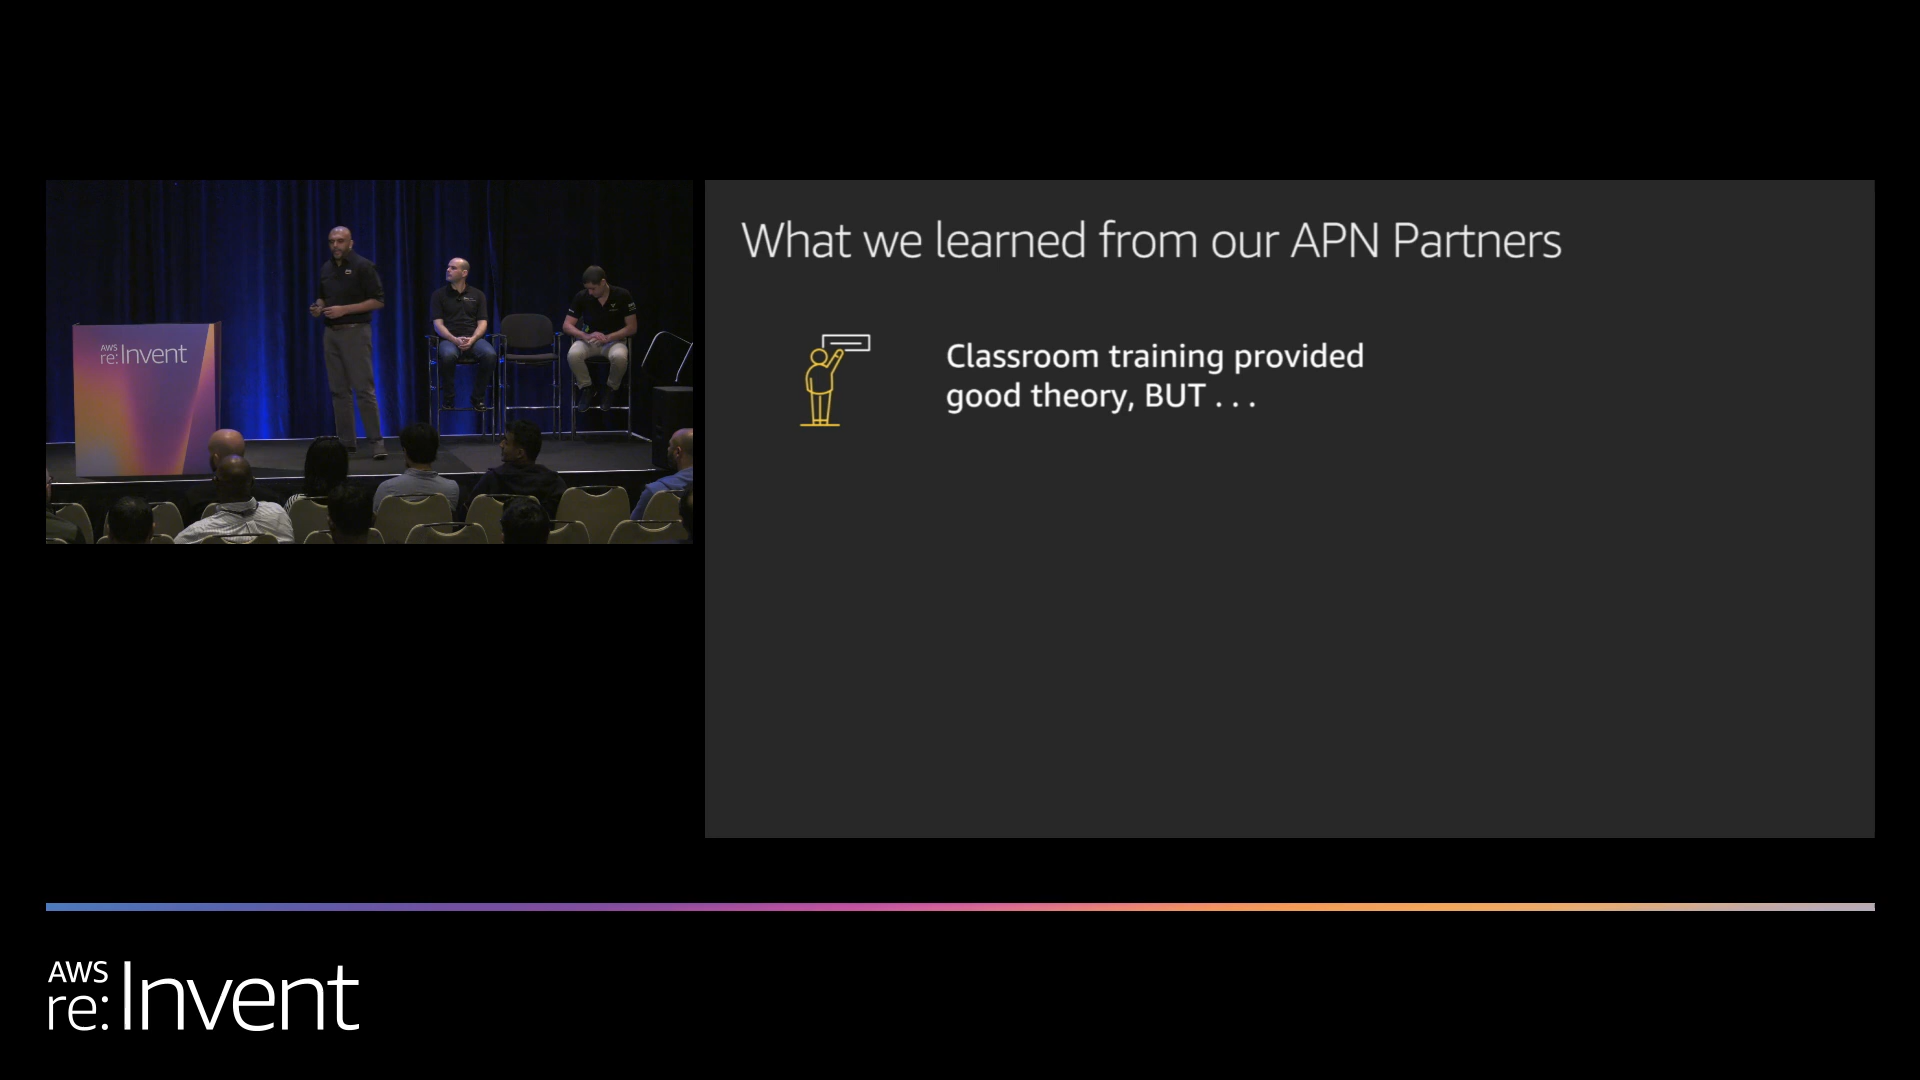 AWS
re:Invent
What we learned from our APN Partners
Classroom training provided
good theory, BUT . . .
AWS
re:Invent